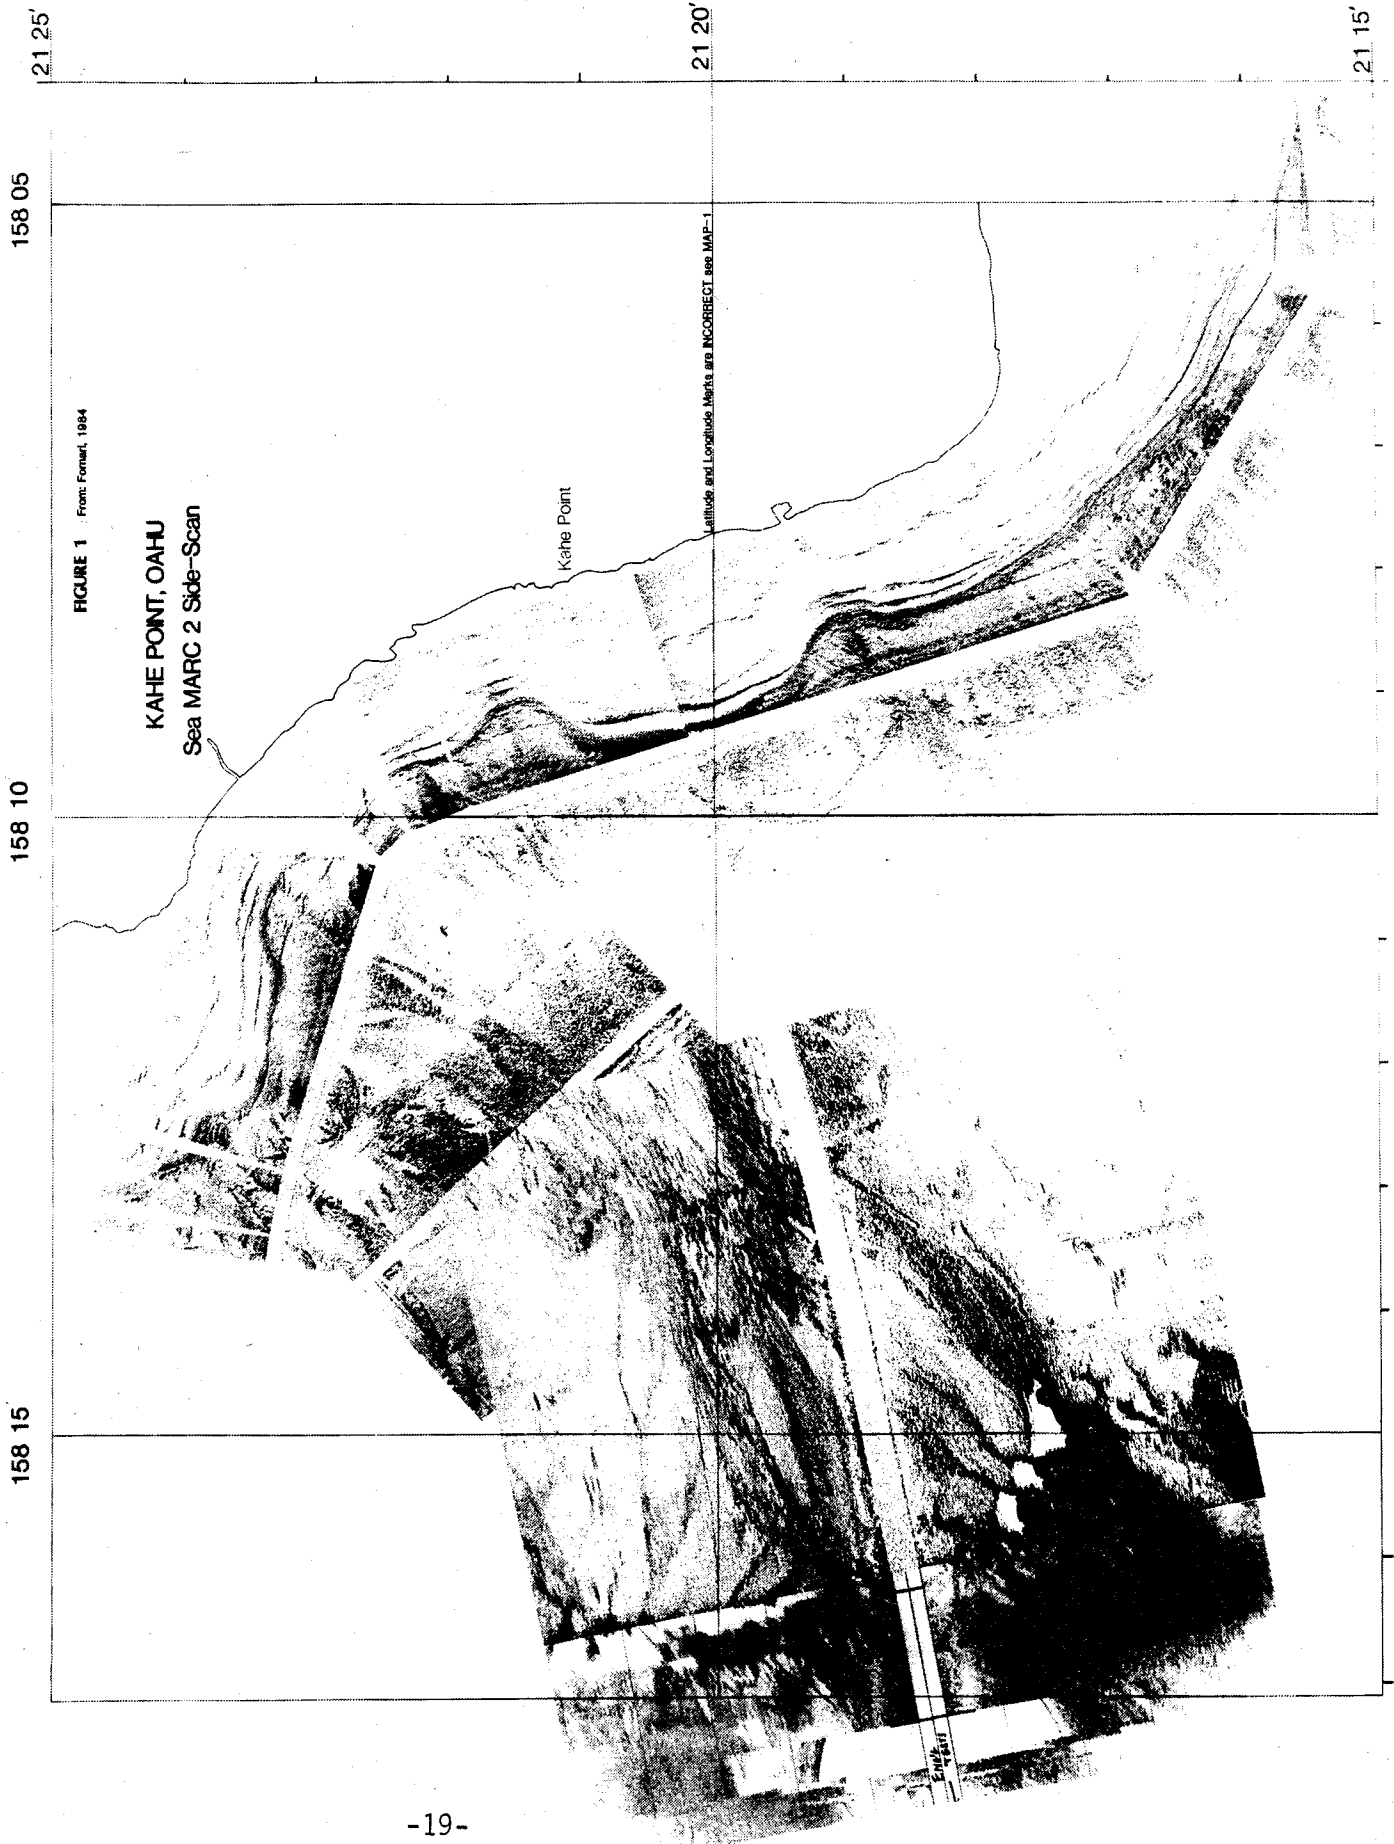 FIGURE 1 From: Fornari, 1984
KAHE POINT, OAHU
Sea MARC 2 Side-Scan
21 25'
21 20'
21 15'
158 05
158 10
158 15
Kahe Point
Latitude and Longitude Marks are INCORRECT see MAP-1
-19-